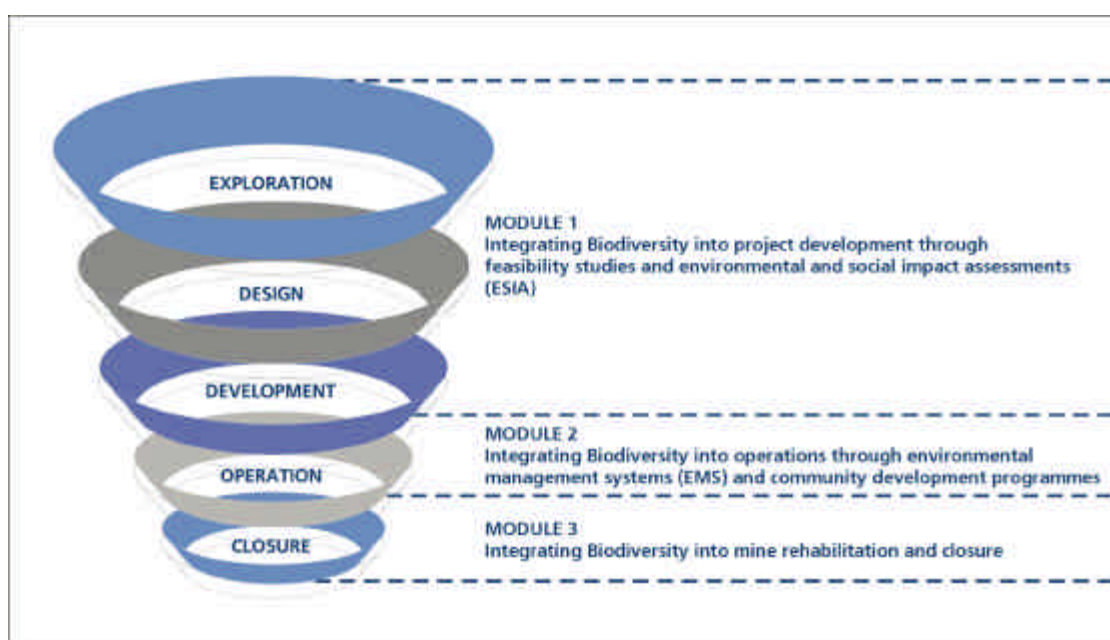 EXPLORATION
DESIGN
DEVELOPMENT
OPERATION
CLOSURE
MODULE 1
Integrating Biodiversity into project development through
feasibility studies and environmental and social impact assessments
(ESIA)
MODULE 2
Integrating Biodiversity into operations through environmental
management systems (EMS) and community development programmes
MODULE 3
Integrating Biodiversity into mine rehabilitation and closure